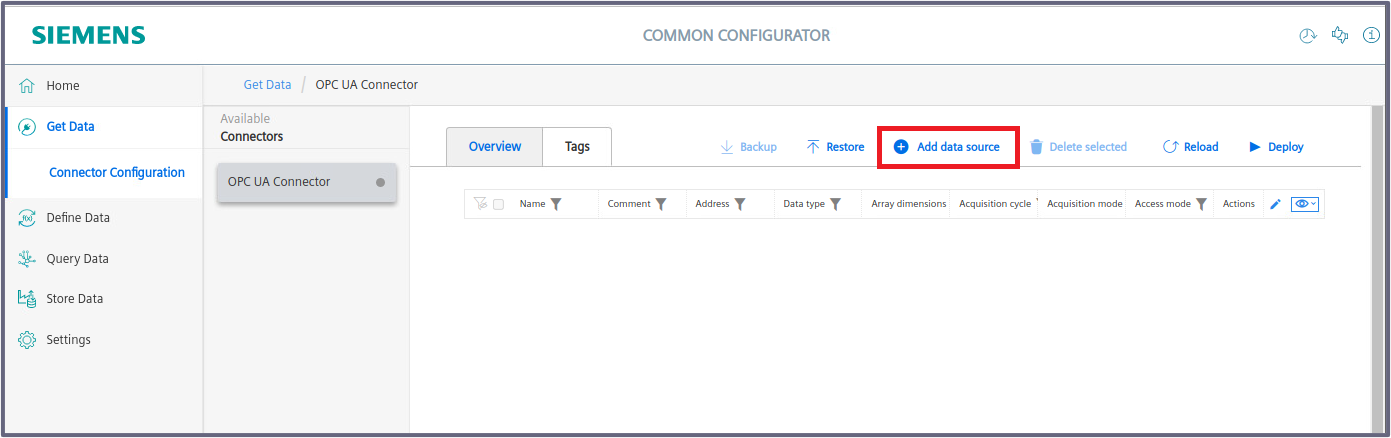 SIEMENS
COMMON CONFIGURATOR
Home
Get Data
Connector Configuration
Define Data
Query Data
Store Data
Settings
Get Data / OPC UA Connector
Available
Connectors
OPC UA Connector
Overview Tags Backup Restore Add data source Delete selected Reload Deploy
Name Comment Address Data type Array dimensions Acquisition cycle Acquisition mode Access mode Actions